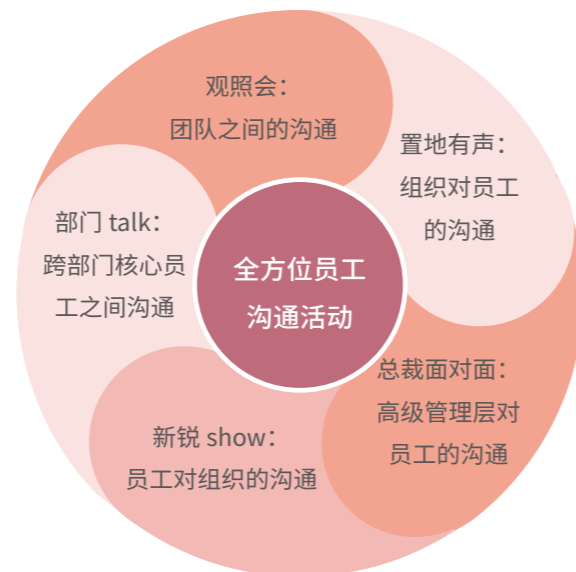 观照会：
团队之间的沟通
置地有声：
组织对员工
的沟通
部门 talk：
跨部门核心员
工之间沟通
全方位员工
沟通活动
总裁面对面：
高级管理层对
员工的沟通
新锐 show：
员工对组织的沟通